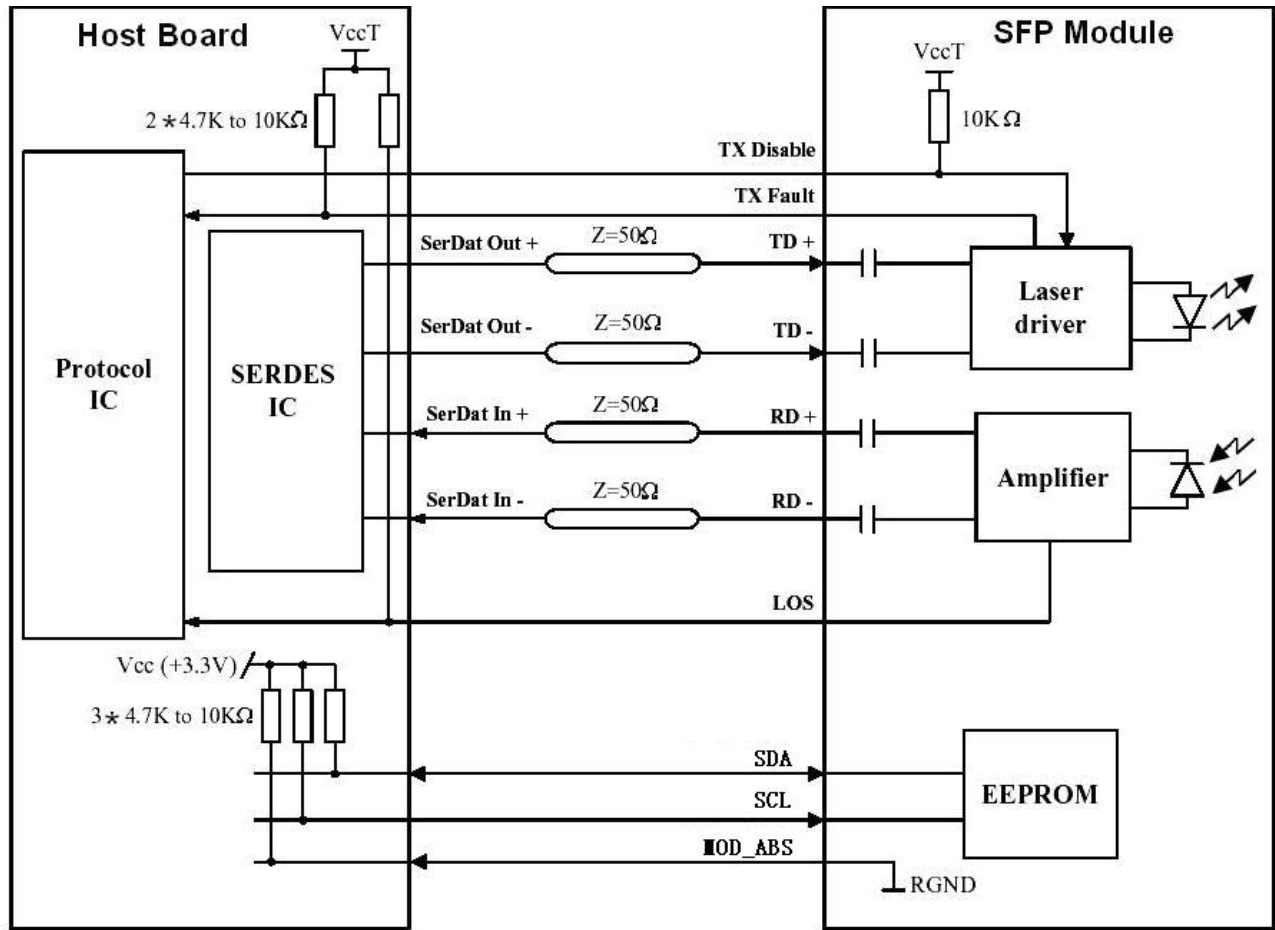 Host Board
VccT
2*4.7K to 10KΩ
SFP Module
VccT
10KΩ
TX Disable
TX Fault
SerDat Out +
Z=50Ω
TD +
SerDat Out -
Z=50Ω
TD -
Laser
driver
Protocol
IC
SERDES
IC
SerDat In +
Z=50Ω
RD +
SerDat In -
Z=50Ω
RD -
Amplifier
LOS
Vcc (+3.3V)
3*4.7K to 10KΩ
SDA
SCL
MOD_ABS
EEPROM
RGND